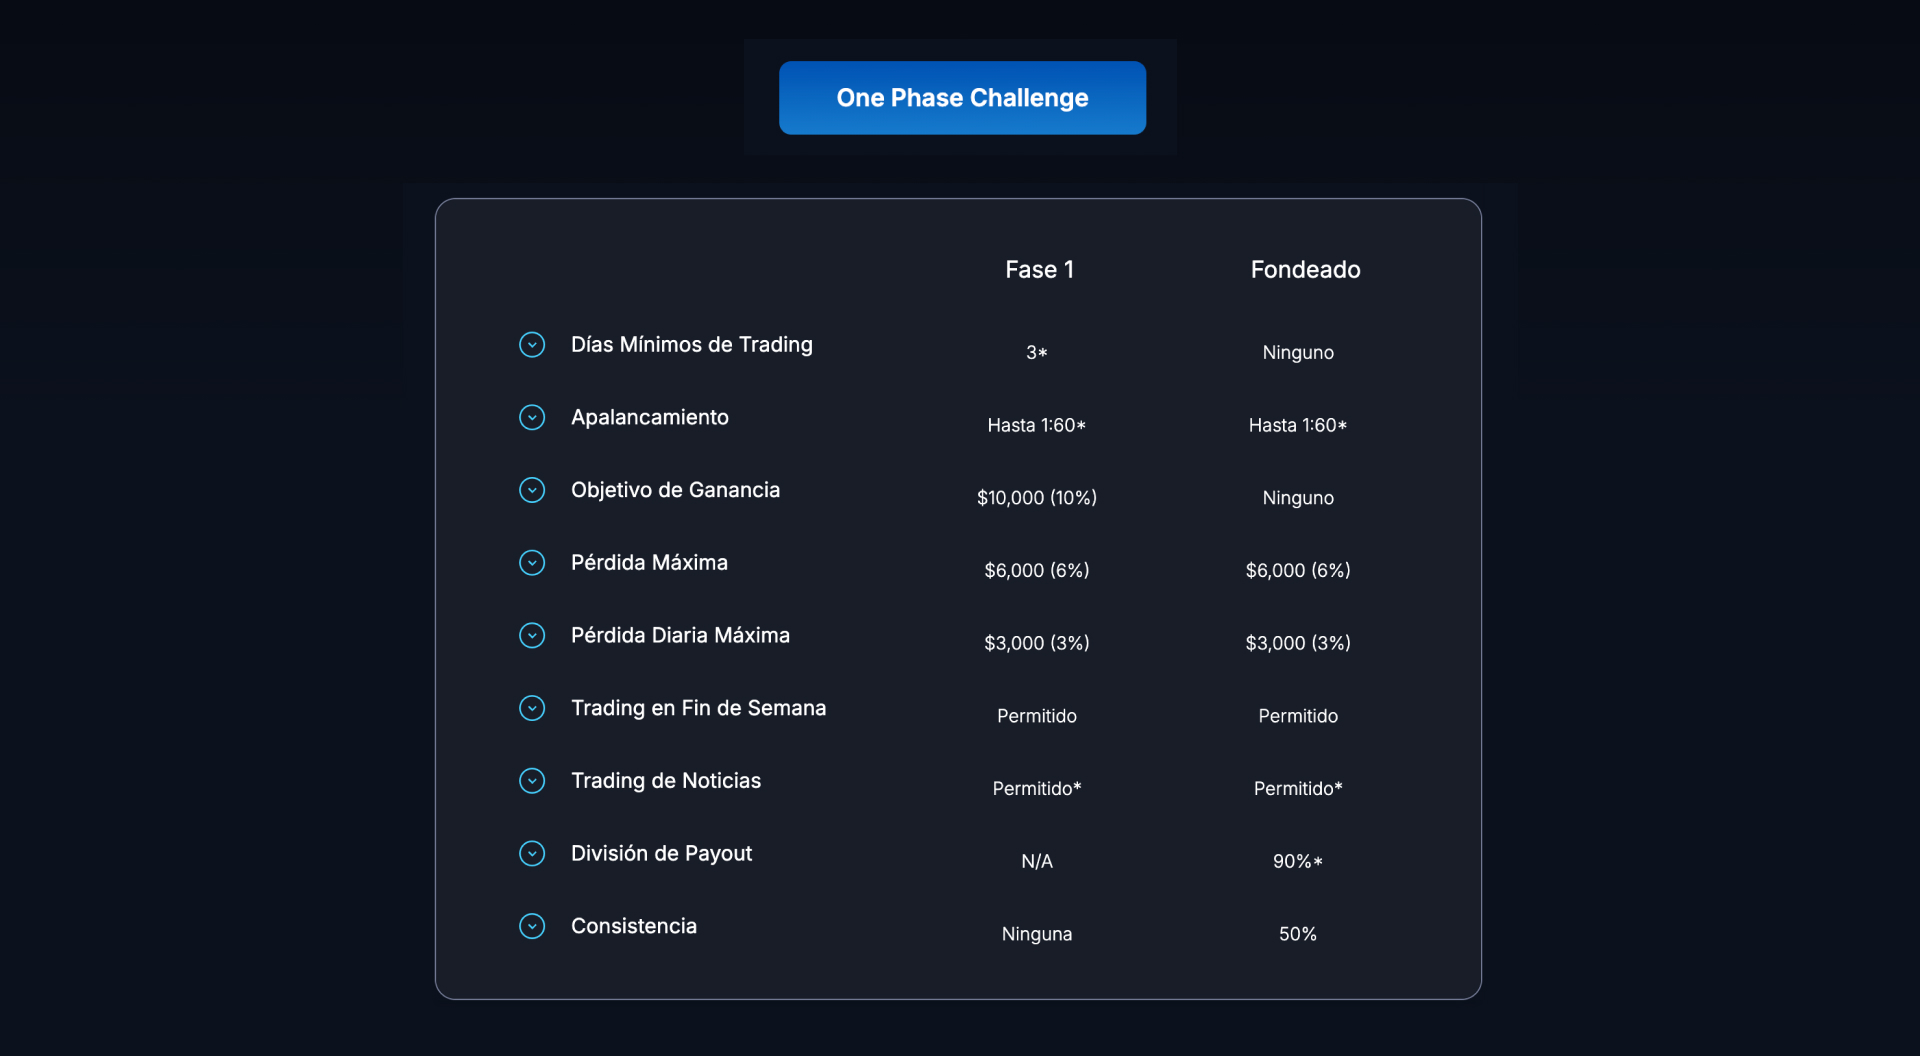 One Phase Challenge
Fase 1 Fondeado
Días Mínimos de Trading 3* Ninguno
Apalancamiento Hasta 1:60* Hasta 1:60*
Objetivo de Ganancia $10,000 (10%) Ninguno
Pérdida Máxima $6,000 (6%) $6,000 (6%)
Pérdida Diaria Máxima $3,000 (3%) $3,000 (3%)
Trading en Fin de Semana Permitido Permitido
Trading de Noticias Permitido* Permitido*
División de Payout N/A 90%*
Consistencia Ninguna 50%